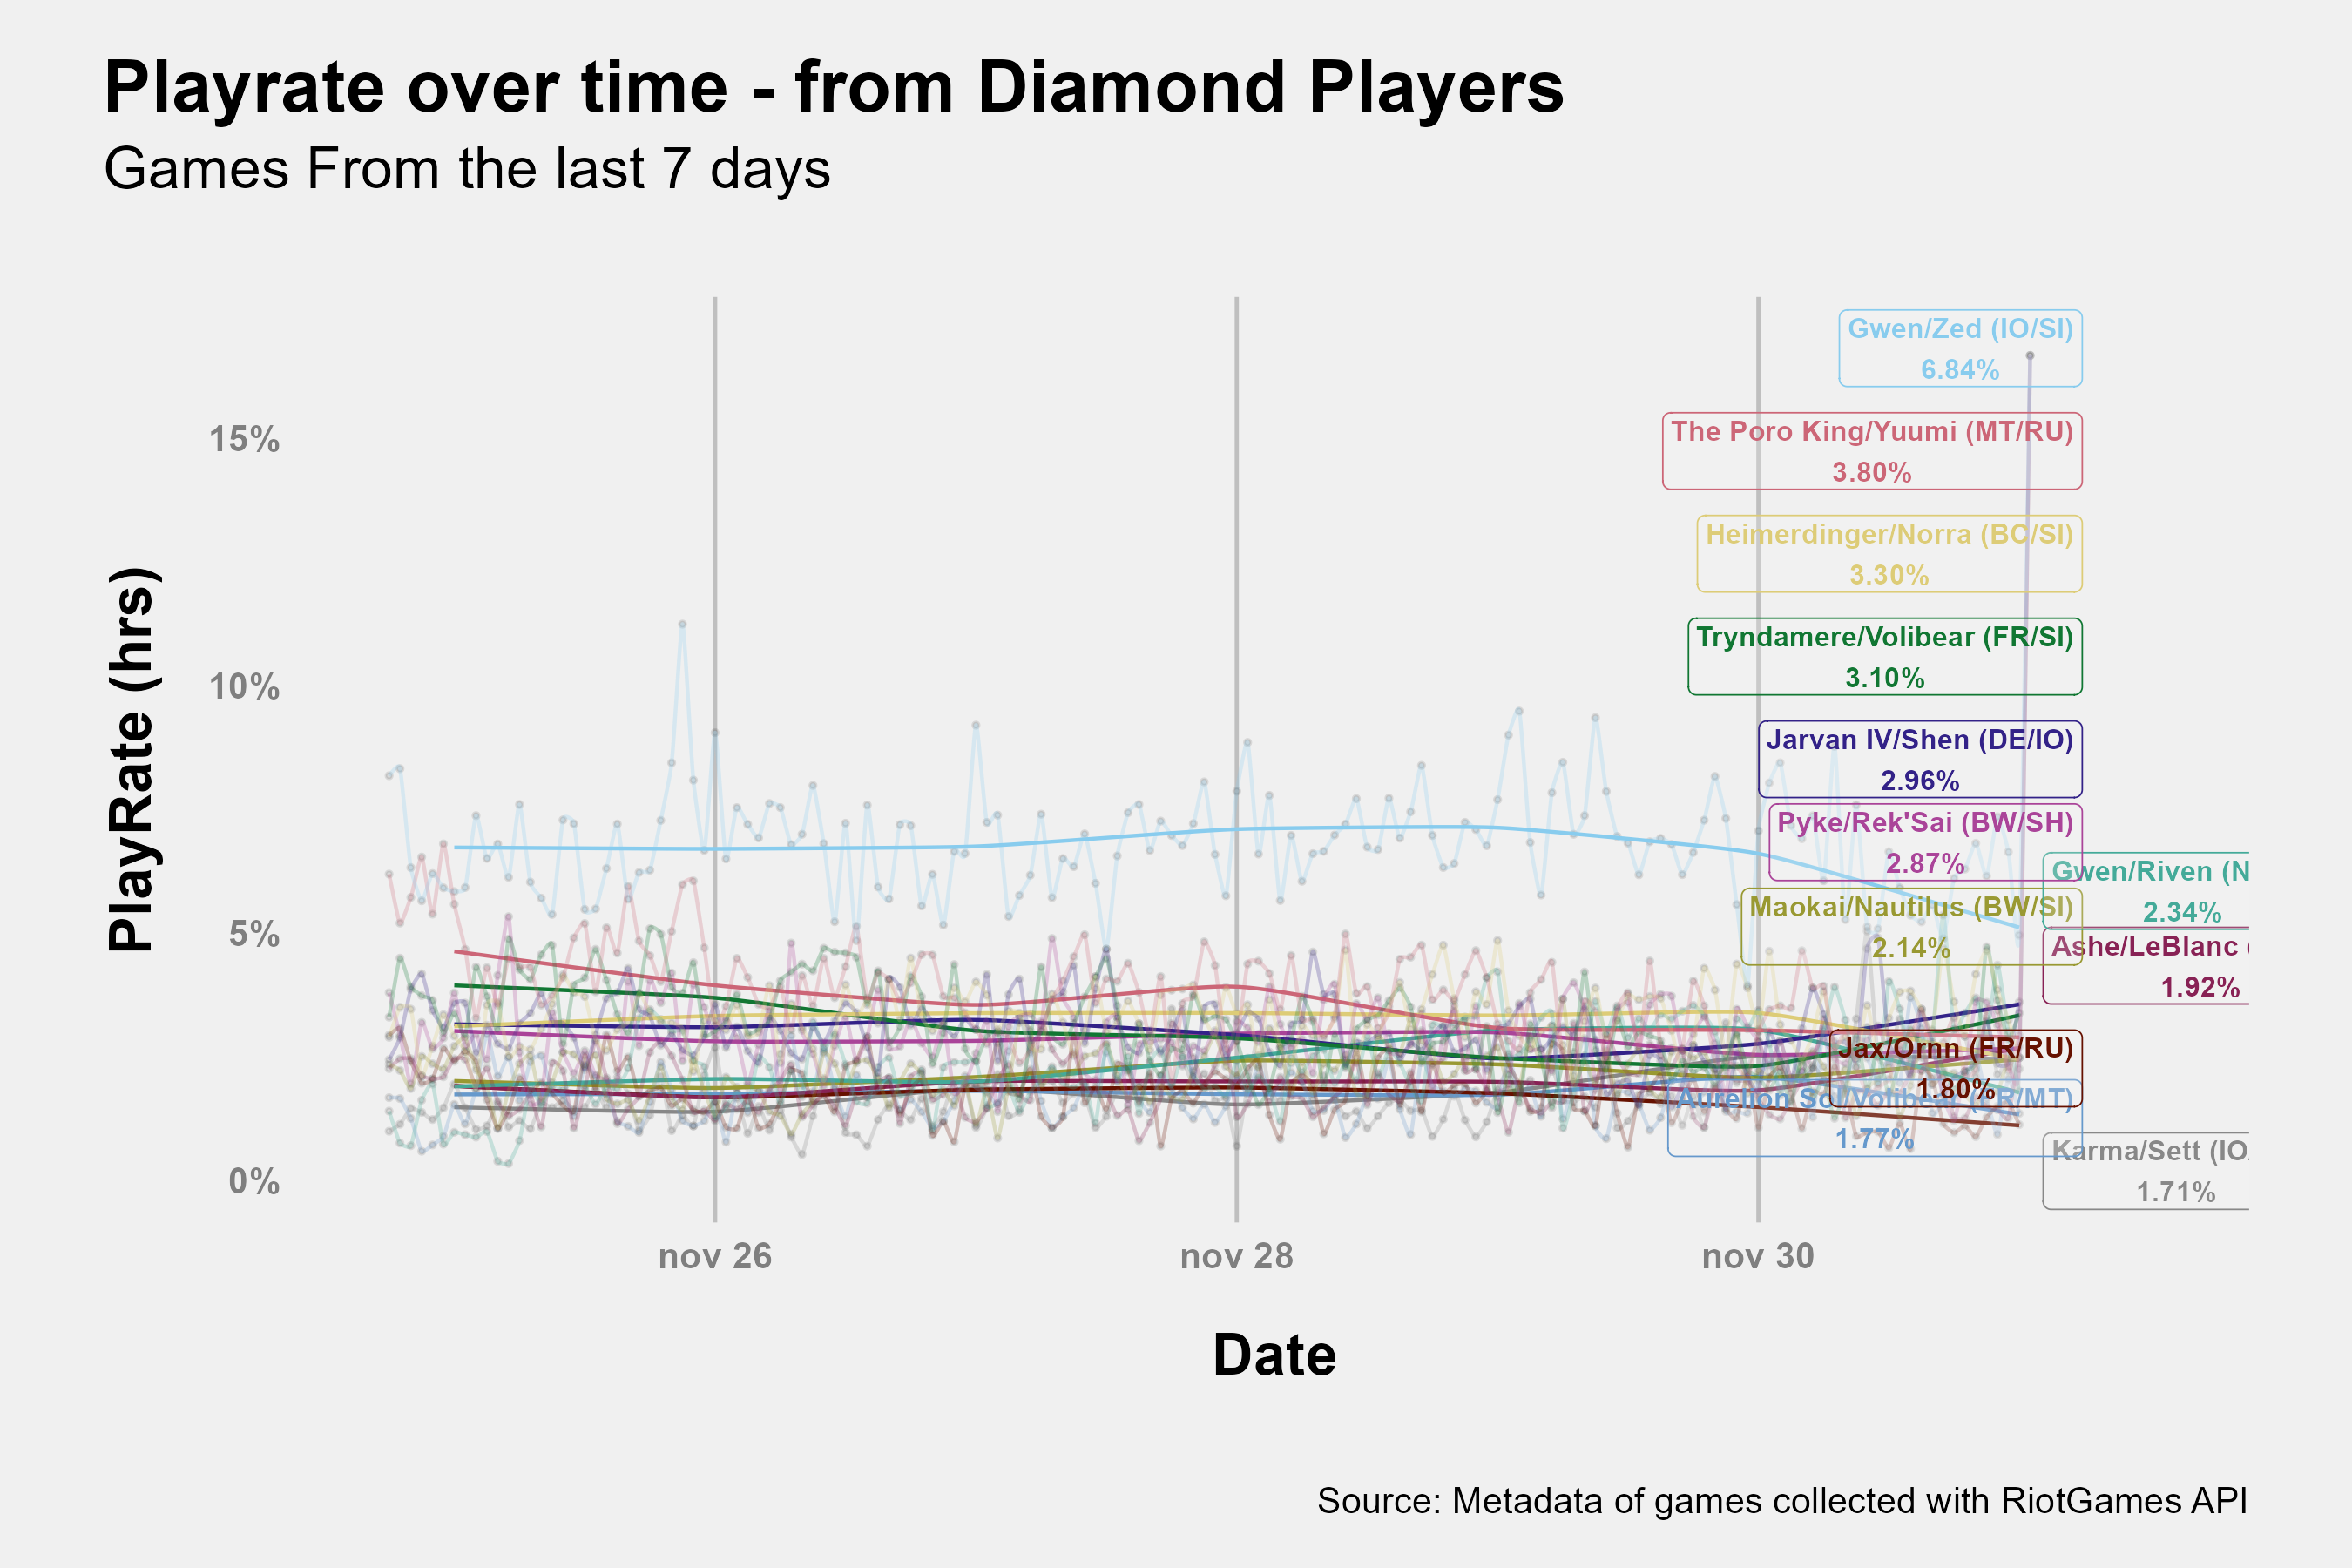 Playrate over time - from Diamond Players
Games From the last 7 days
PlayRate (hrs)
15%
10%
5%
0%
Gwen/Zed (IO/SI)
6.84%
The Poro King/Yuumi (MT/RU)
3.80%
Heimerdinger/Norra (BC/SI)
3.30%
Tryndamere/Volibear (FR/SI)
3.10%
Jarvan IV/Shen (DE/IO)
2.96%
Pyke/Rek'Sai (BW/SH)
2.87%
Gwen/Riven (N
2.34%
Maokai/Nautilus (BW/SI)
2.14%
Ashe/LeBlanc (
1.92%
Jax/Ornn (FR/RU)
1.80%
Aurelion Sol/Volibear (FR/MT)
1.77%
Karma/Sett (IO/
1.71%
nov 26
nov 28
nov 30
Date
Source: Metadata of games collected with RiotGames API